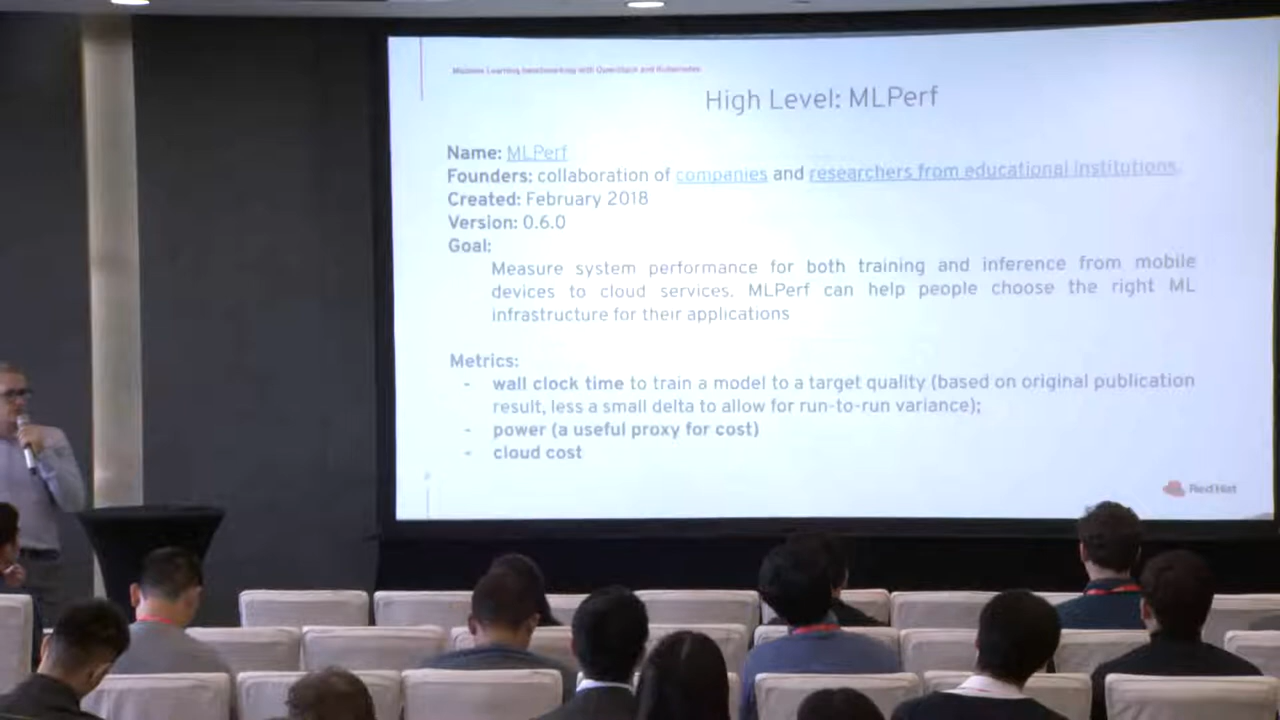 Machine Learning benchmarking with OpenStack and Kubernetes
High Level: MLPerf
Name: MLPerf
Founders: collaboration of companies and researchers from educational institutions.
Created: February 2018
Version: 0.6.0
Goal:
Measure system performance for both training and inference from mobile
devices to cloud services. MLPerf can help people choose the right ML
infrastructure for their applications
Metrics:
- wall clock time to train a model to a target quality (based on original publication
result, less a small delta to allow for run-to-run variance);
- power (a useful proxy for cost)
- cloud cost
Red Hat